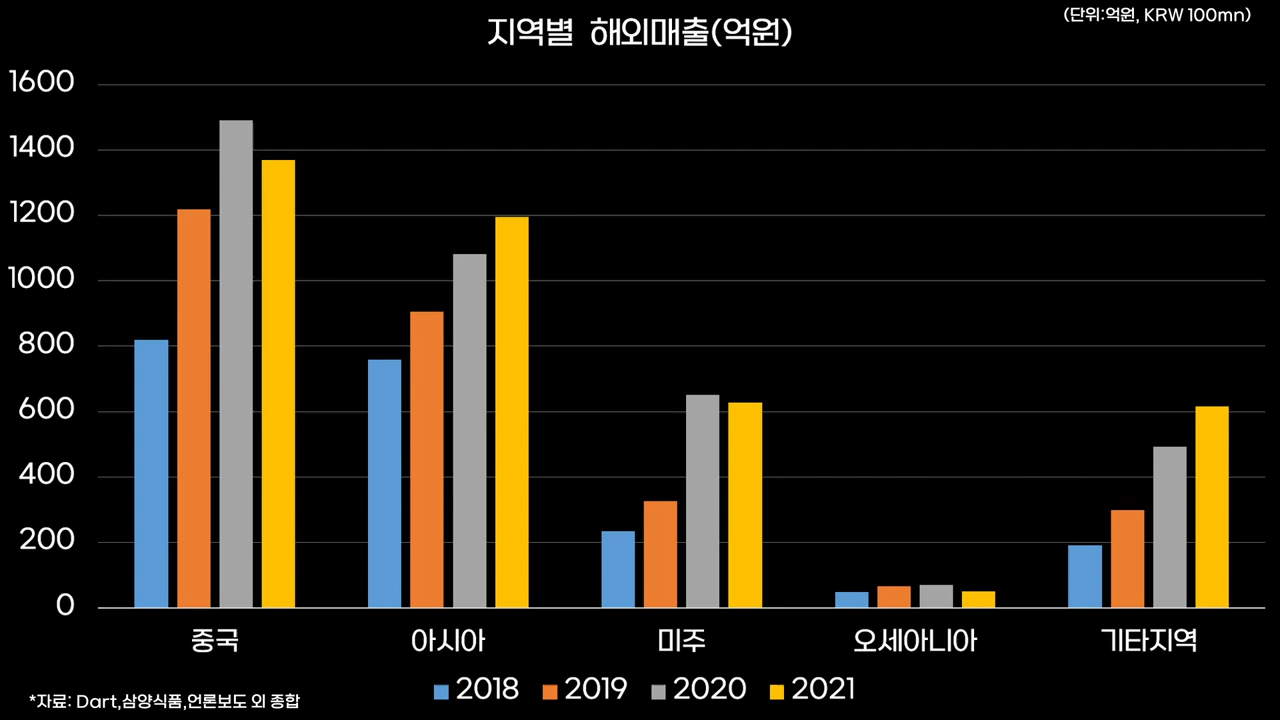 (단위:억원, KRW 100mn)
지역별 해외매출(억원)
1600
1400
1200
1000
800
600
400
200
0
중국 아시아 미주 오세아니아 기타지역
2018 2019 2020 2021
*자료: Dart,삼양식품,언론보도 외 종합